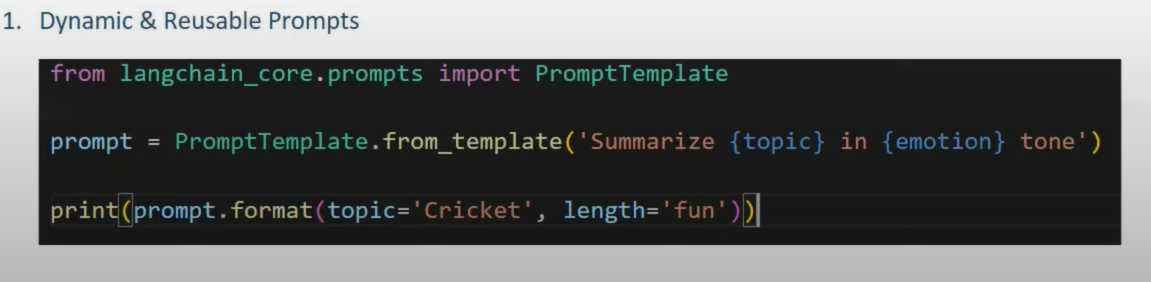 1. Dynamic & Reusable Prompts
from langchain_core.prompts import PromptTemplate
prompt = PromptTemplate.from_template('Summarize {topic} in {emotion} tone')
print(prompt.format(topic='Cricket', length='fun'))